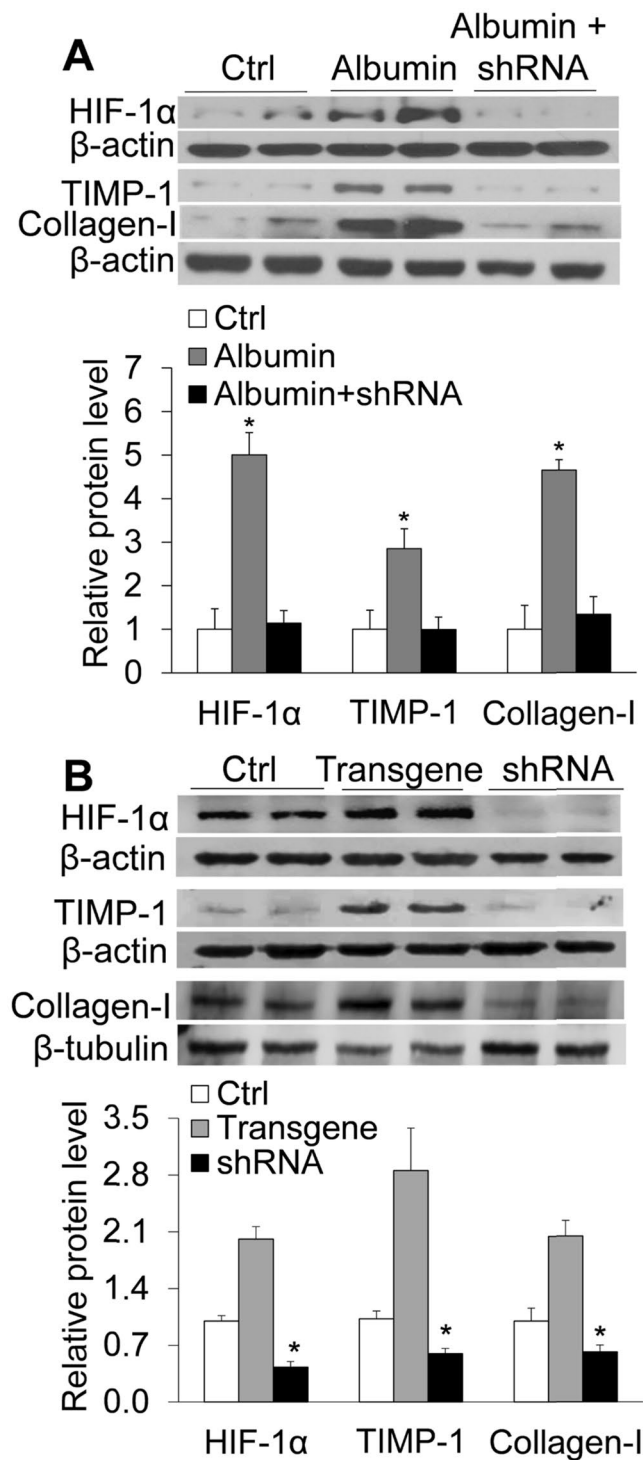 A
Ctrl Albumin Albumin + shRNA
HIF-1α
β-actin
TIMP-1
Collagen-I
β-actin
Ctrl
Albumin
Albumin+shRNA
Relative protein level
7
6
5
4
3
2
1
0
* * *
HIF-1α TIMP-1 Collagen-I
B
Ctrl Transgene shRNA
HIF-1α
β-actin
TIMP-1
β-actin
Collagen-I
β-tubulin
Ctrl
Transgene
shRNA
Relative protein level
3.5
2.8
2.1
1.4
0.7
0.0
* * *
HIF-1α TIMP-1 Collagen-I